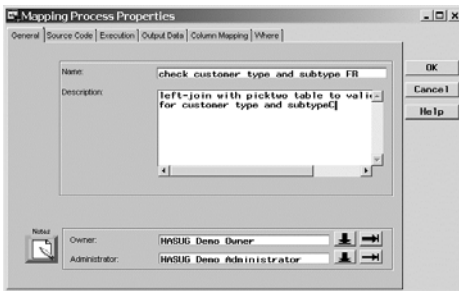 Mapping Process Properties
General Source Code Execution Output Data Column Mapping Where
Name: check customer type and subtype FR
Description: left-join with picktwo table to valid
for customer type and subtypeC
OK
Cancel
Help
Notes
Owner: HASUG Demo Owner
Administrator: HASUG Demo Administrator